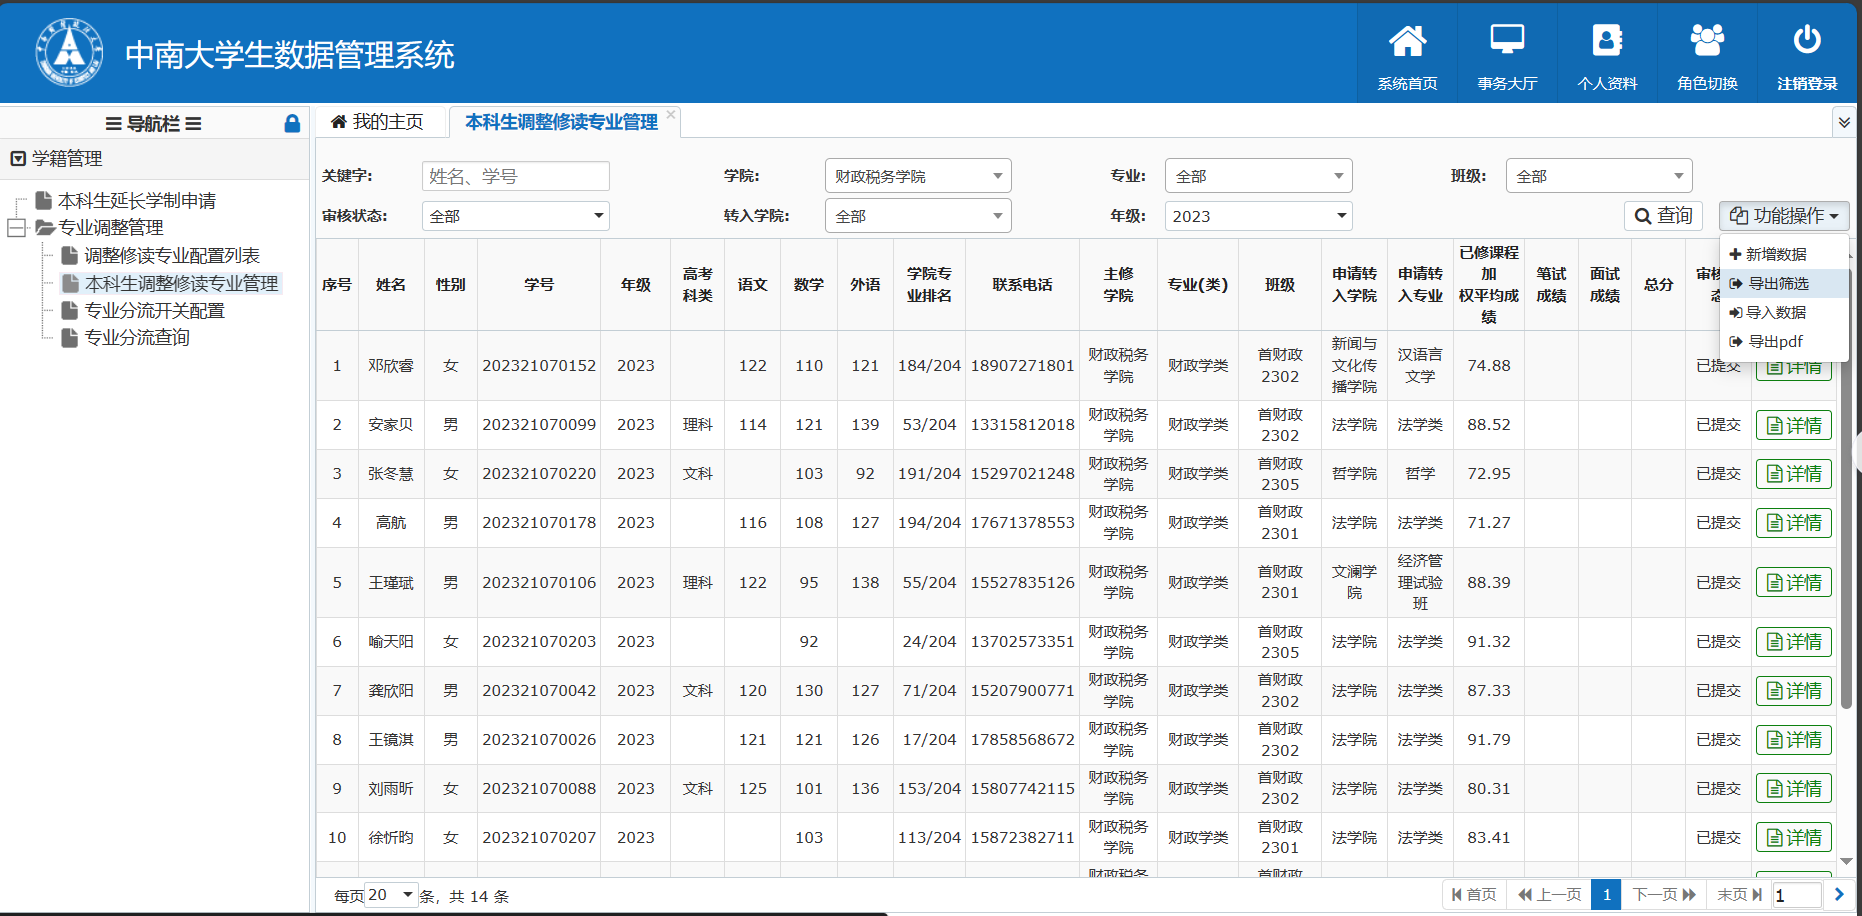 中南大学生数据管理系统
系统首页 事务大厅 个人资料 角色切换 注销登录
导航栏
学籍管理
本科生延长学制申请
专业调整管理
调整修读专业配置列表
本科生调整修读专业管理
专业分流开关配置
专业分流查询
我的主页 本科生调整修读专业管理
关键字: 姓名、学号 学院: 财政税务学院 专业: 全部 班级: 全部
审核状态: 全部 转入学院: 全部 年级: 2023 查询 功能操作
新增数据
导出筛选
导入数据
导出pdf
序号 姓名 性别 学号 年级 高考科类 语文 数学 外语 学院专业排名 联系电话 主修学院 专业(类) 班级 申请转入学院 申请转入专业 已修课程加权平均成绩 笔试成绩 面试成绩 总分 审核
1 邓欣睿 女 202321070152 2023 122 110 121 184/204 18907271801 财政税务学院 财政学类 首财政2302 新闻与文化传播学院 汉语言文学 74.88 已提交 详情
2 安家贝 男 202321070099 2023 理科 114 121 139 53/204 13315812018 财政税务学院 财政学类 首财政2302 法学院 法学类 88.52 已提交 详情
3 张冬慧 女 202321070220 2023 文科 103 92 191/204 15297021248 财政税务学院 财政学类 首财政2305 哲学院 哲学 72.95 已提交 详情
4 高航 男 202321070178 2023 116 108 127 194/204 17671378553 财政税务学院 财政学类 首财政2301 法学院 法学类 71.27 已提交 详情
5 王瑾珷 男 202321070106 2023 理科 122 95 138 55/204 15527835126 财政税务学院 财政学类 首财政2301 文澜学院 经济管理试验班 88.39 已提交 详情
6 喻天阳 女 202321070203 2023 92 24/204 13702573351 财政税务学院 财政学类 首财政2305 法学院 法学类 91.32 已提交 详情
7 龚欣阳 男 202321070042 2023 文科 120 130 127 71/204 15207900771 财政税务学院 财政学类 首财政2302 法学院 法学类 87.33 已提交 详情
8 王镜淇 男 202321070026 2023 121 121 126 17/204 17858568672 财政税务学院 财政学类 首财政2302 法学院 法学类 91.79 已提交 详情
9 刘雨昕 女 202321070088 2023 文科 125 101 136 153/204 15807742115 财政税务学院 财政学类 首财政2302 法学院 法学类 80.31 已提交 详情
10 徐忻昀 女 202321070207 2023 103 113/204 15872382711 财政税务学院 财政学类 首财政2301 法学院 法学类 83.41 已提交 详情
财政税务 首财政
每页 20 条，共 14 条 首页 上一页 1 下一页 末页 1